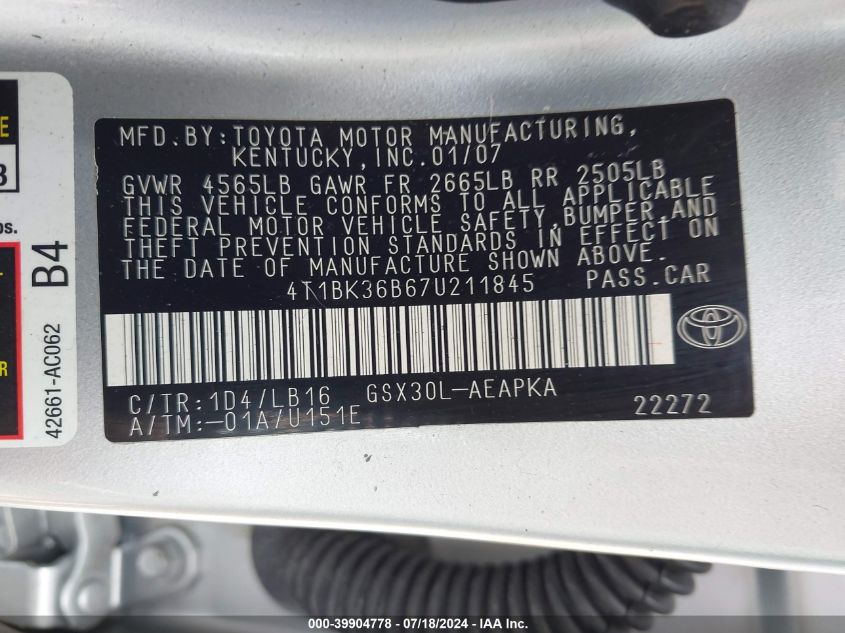 E
3
os.
R
B4
42661-AC062
MFD.BY:TOYOTA MOTOR MANUFACTURING,
KENTUCKY,INC.01/07
GVWR 4565LB GAWR FR 2665LB RR 2505LB
THIS VEHICLE CONFORMS TO ALL APPLICABLE
FEDERAL MOTOR VEHICLE SAFETY,BUMPER,AND
THEFT PREVENTION STANDARDS IN EFFECT ON
THE DATE OF MANUFACTURE SHOWN ABOVE.
4T1BK36B67U211845 PASS.CAR
C/TR:1D4/LB16 GSX30L-AEAPKA
A/TM:-01A/U151E 22272
000-39904778 - 07/18/2024 - IAA Inc.